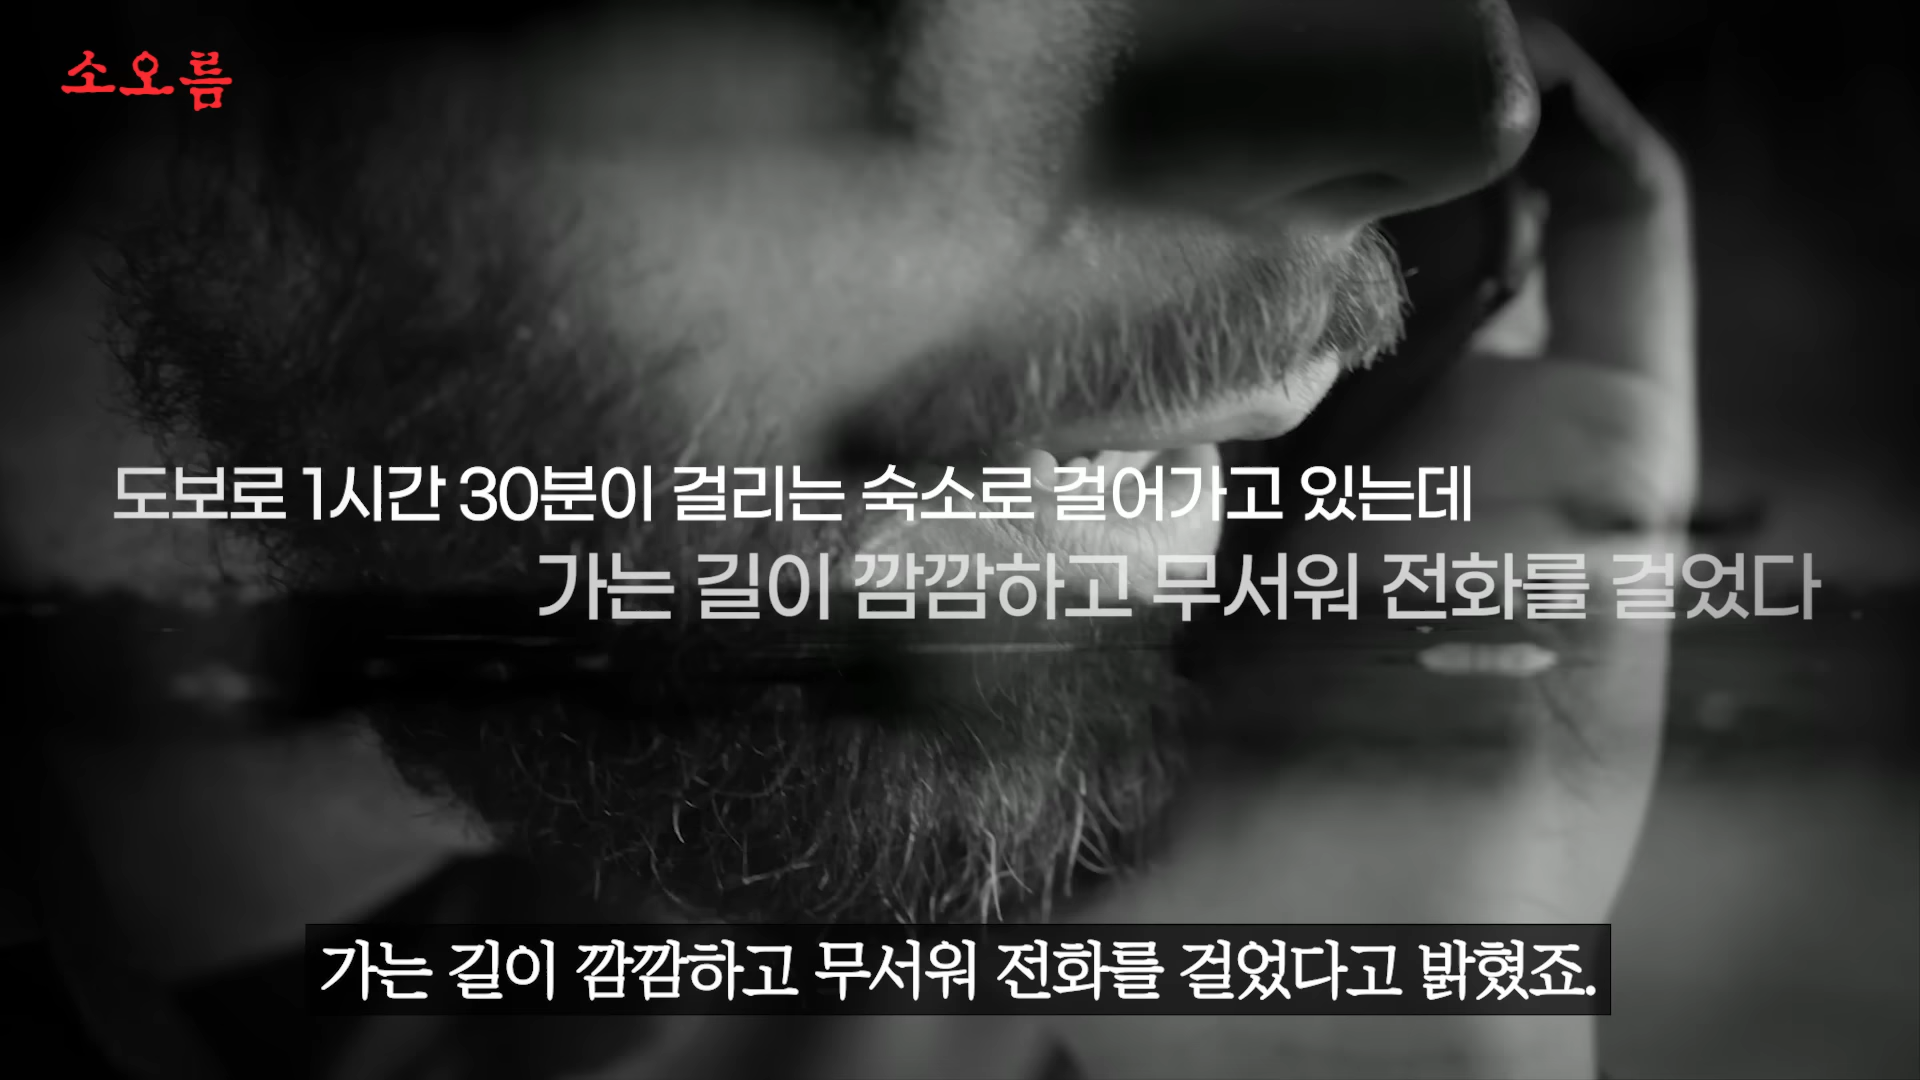 소오름
도보로 1시간 30분이 걸리는 숙소로 걸어가고 있는데
가는 길이 깜깜하고 무서워 전화를 걸었다
가는 길이 깜깜하고 무서워 전화를 걸었다고 밝혔죠.